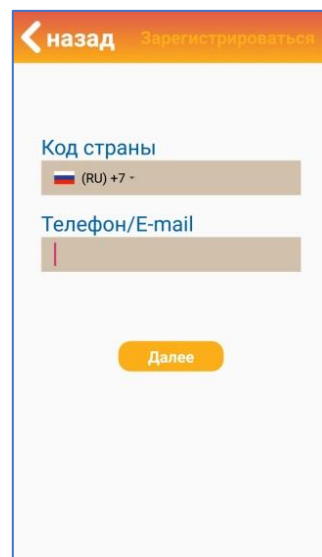 назад Зарегистрироваться
Код страны
(RU) +7
Телефон/E-mail
Далее